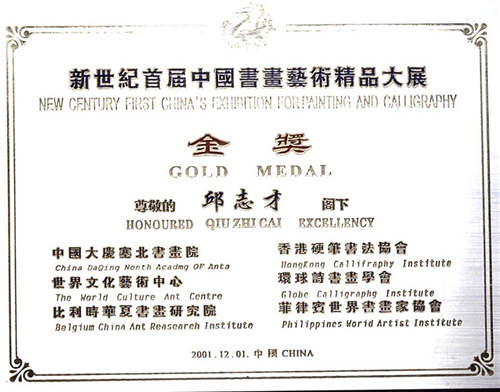 新世紀首届中國書畫藝術精品大展
NEW CENTURY FIRST CHINA'S EXHIBITION FOR PAINTING AND CALLIGRAPHY
金獎
GOLD MEDAL
尊敬的 邱志才 阁下
HONOURED QIU ZHI CAI EXCELLENCY
中國大慶塞北書畫院
China DaQing North Acadmg OF Anta
世界文化藝術中心
The World Culture Ant Centre
比利時華夏書畫研究院
Belgium China Ant Reasearch Institute
香港硬筆書法協會
HongKong Callifraphy Institute
環球詩書畫學會
Globe Calligraphg Institute
菲律賓世界書畫家協會
Philippines World Artist Institute
2001.12.01.中國 CHINA